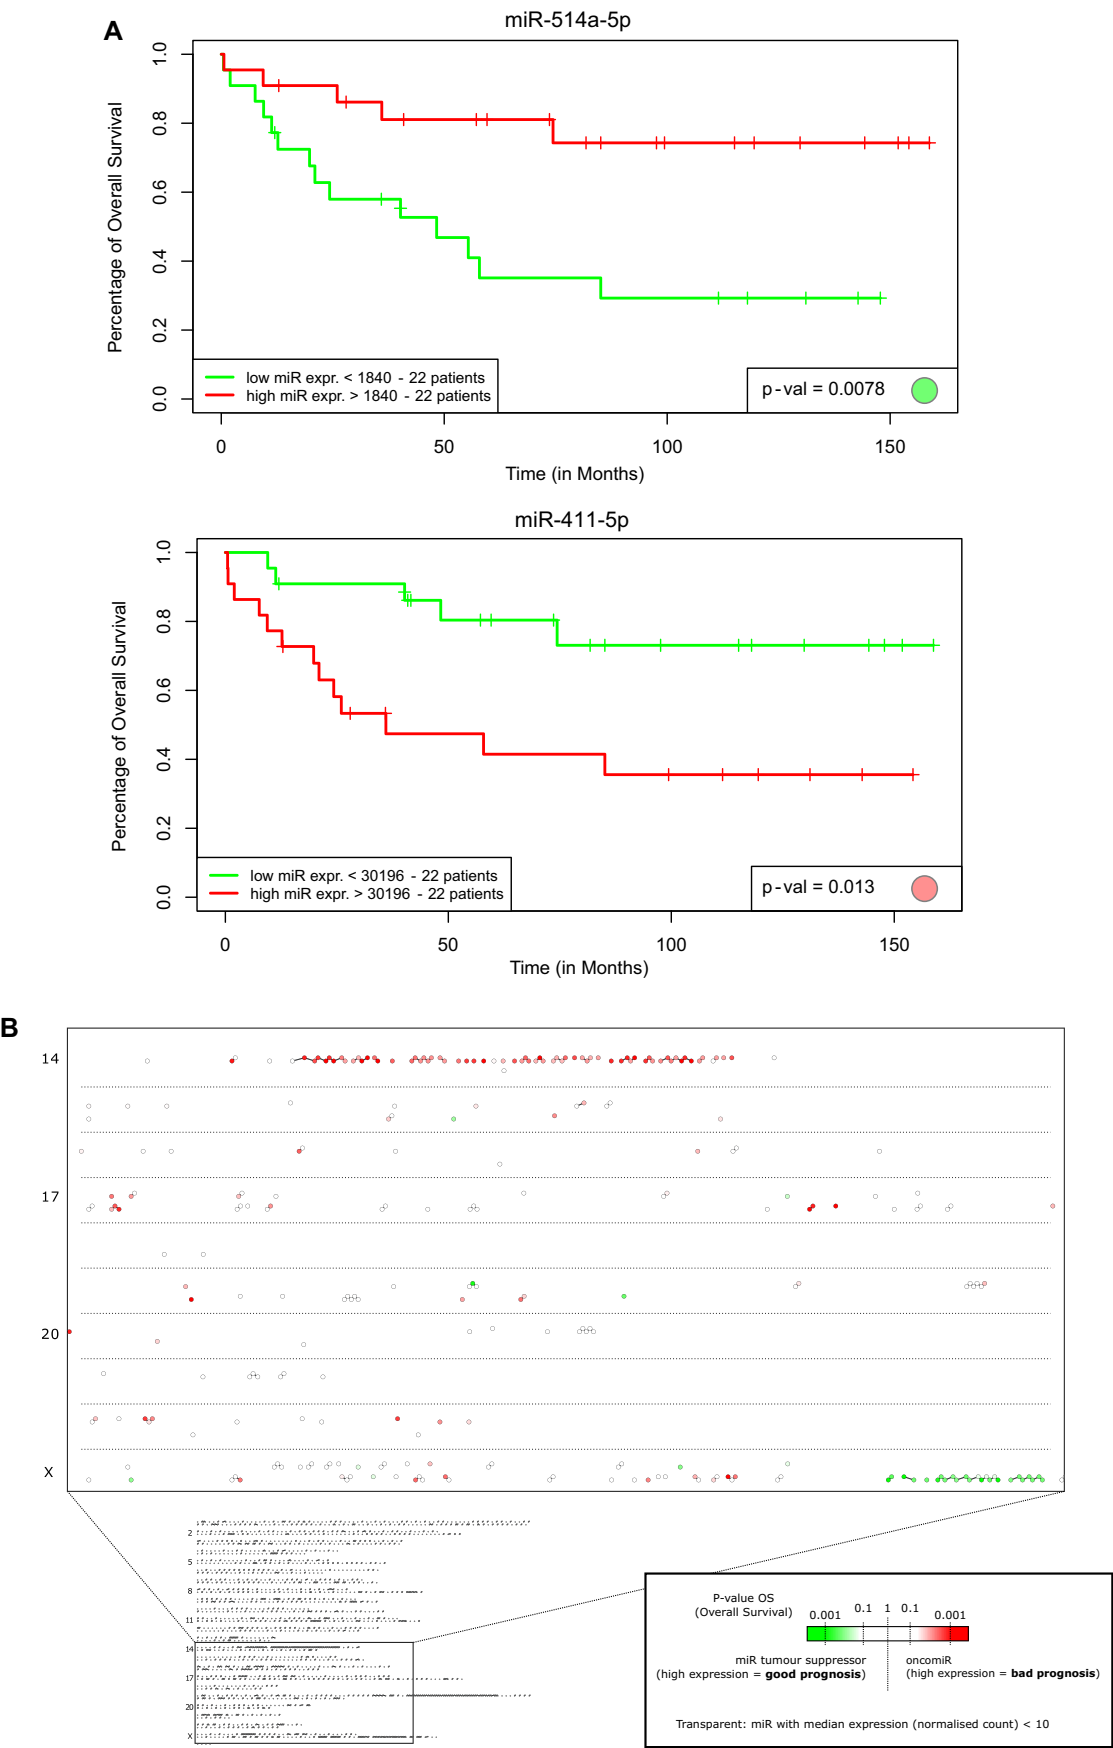 A
miR-514a-5p
Percentage of Overall Survival
1.0
0.8
0.6
0.4
0.2
0.0
low miR expr. < 1840 - 22 patients
high miR expr. > 1840 - 22 patients
p-val = 0.0078
0 50 100 150
Time (in Months)
miR-411-5p
Percentage of Overall Survival
1.0
0.8
0.6
0.4
0.2
0.0
low miR expr. < 30196 - 22 patients
high miR expr. > 30196 - 22 patients
p-val = 0.013
0 50 100 150
Time (in Months)
B
14
17
20
X
2
5
8
11
14
17
20
X
P-value OS
(Overall Survival)
0.001 0.1 1 0.1 0.001
miR tumour suppressor
(high expression = good prognosis)
oncomiR
(high expression = bad prognosis)
Transparent: miR with median expression (normalised count) < 10